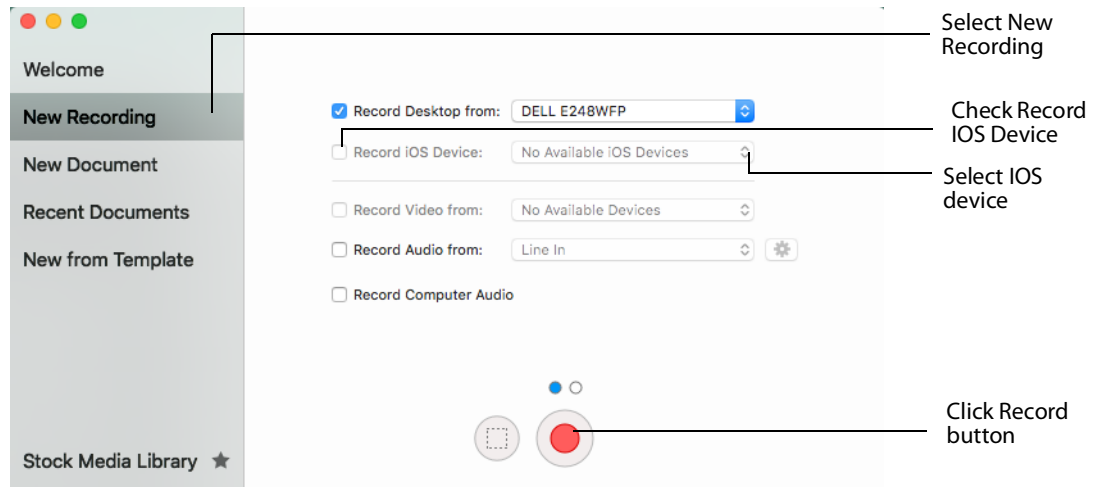 Select New
Recording
Welcome
New Recording
Record Desktop from: DELL E248WFP
Check Record
IOS Device
Record iOS Device: No Available iOS Devices
New Document
Select IOS
device
Recent Documents
Record Video from: No Available Devices
Record Audio from: Line In
New from Template
Record Computer Audio
Click Record
button
Stock Media Library